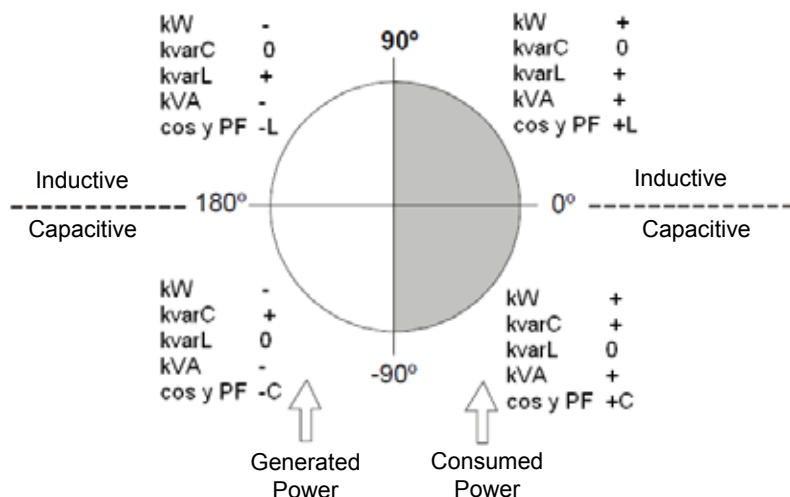 kW -
kvarC 0
kvarL +
kVA -
cos y PF -L
90º
kW +
kvarC 0
kvarL +
kVA +
cos y PF +L
Inductive
Capacitive
180º
0º
Inductive
Capacitive
kW -
kvarC +
kvarL 0
kVA -
cos y PF -C
-90º
kW +
kvarC +
kvarL 0
kVA +
cos y PF +C
Generated
Power
Consumed
Power